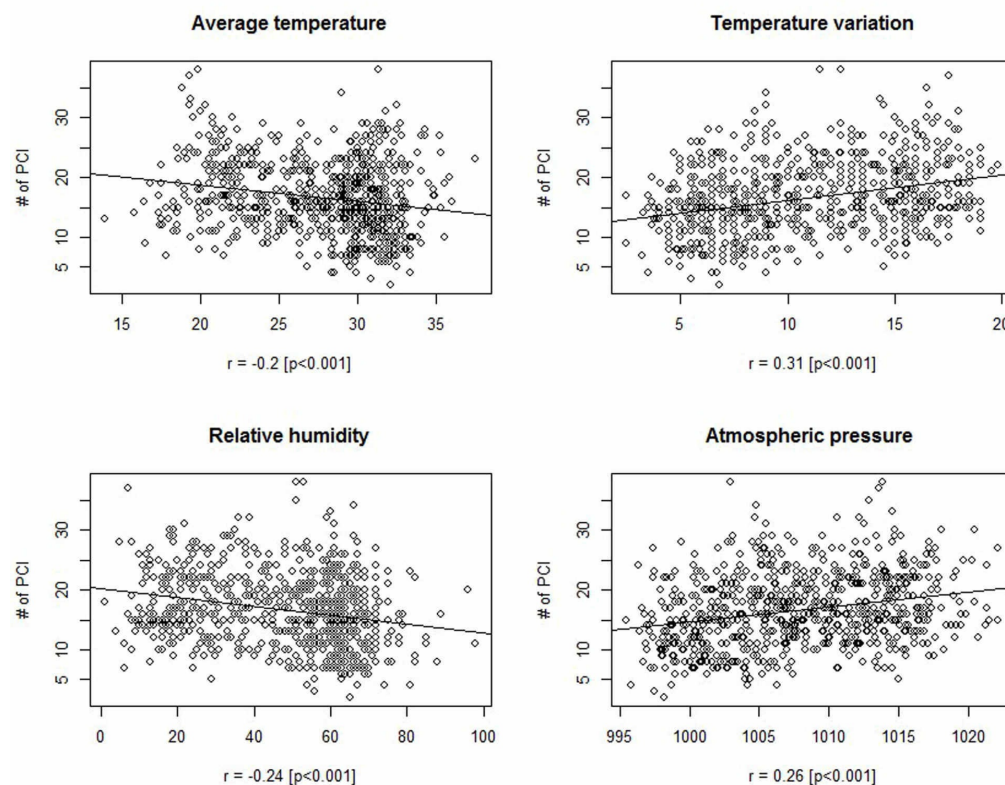 Average temperature
# of PCI
5 10 20 30
15 20 25 30 35
r = -0.2 [p<0.001]
Temperature variation
# of PCI
5 10 20 30
5 10 15 20
r = 0.31 [p<0.001]
Relative humidity
# of PCI
5 10 20 30
0 20 40 60 80 100
r = -0.24 [p<0.001]
Atmospheric pressure
# of PCI
5 10 20 30
995 1000 1005 1010 1015 1020
r = 0.26 [p<0.001]